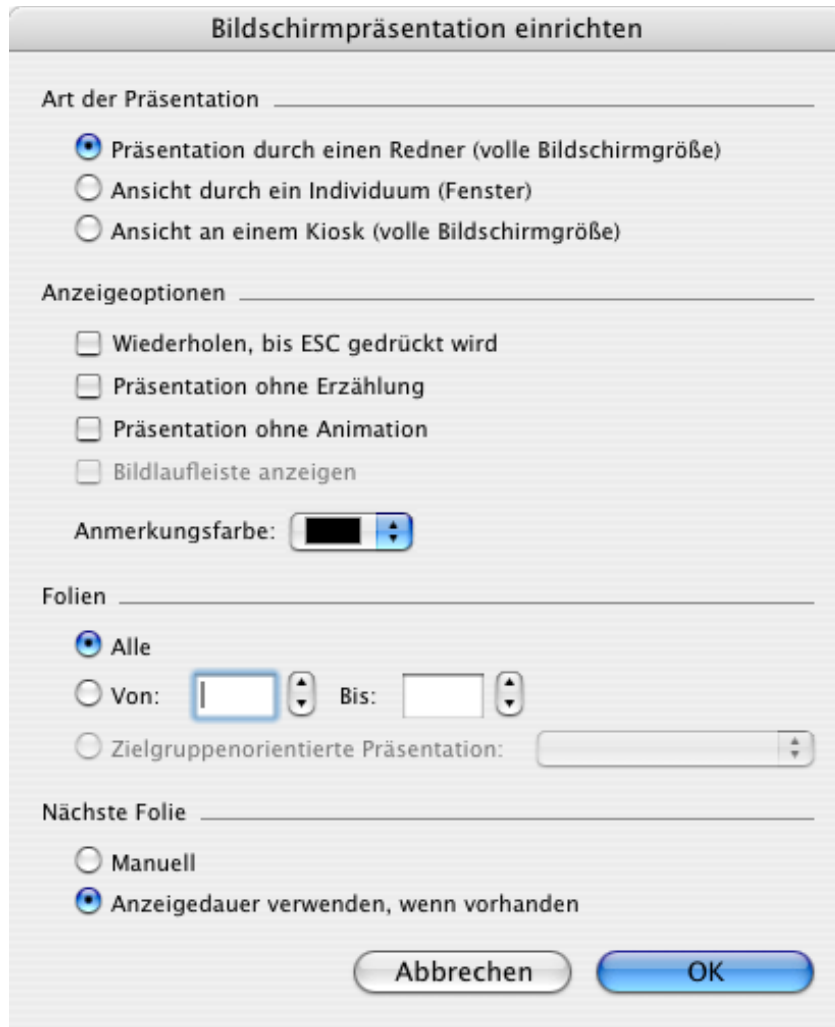 Bildschirmpräsentation einrichten
Art der Präsentation
Präsentation durch einen Redner (volle Bildschirmgröße)
Ansicht durch ein Individuum (Fenster)
Ansicht an einem Kiosk (volle Bildschirmgröße)
Anzeigeoptionen
Wiederholen, bis ESC gedrückt wird
Präsentation ohne Erzählung
Präsentation ohne Animation
Bildlaufleiste anzeigen
Anmerkungsfarbe:
Folien
Alle
Von: Bis:
Zielgruppenorientierte Präsentation:
Nächste Folie
Manuell
Anzeigedauer verwenden, wenn vorhanden
Abbrechen OK